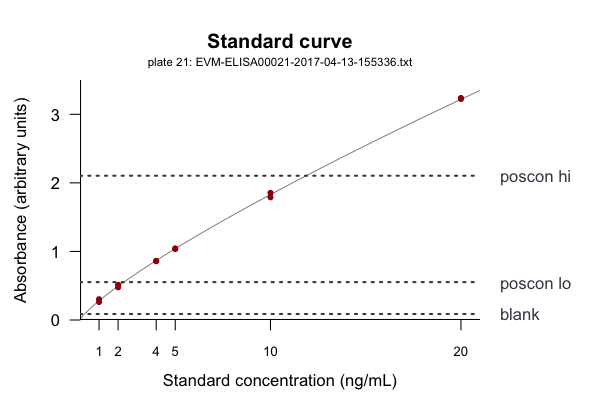 Standard curve
plate 21: EVM-ELISA00021-2017-04-13-155336.txt
Absorbance (arbitrary units)
3
2
1
0
poscon hi
poscon lo
blank
1 2 4 5 10 20
Standard concentration (ng/mL)